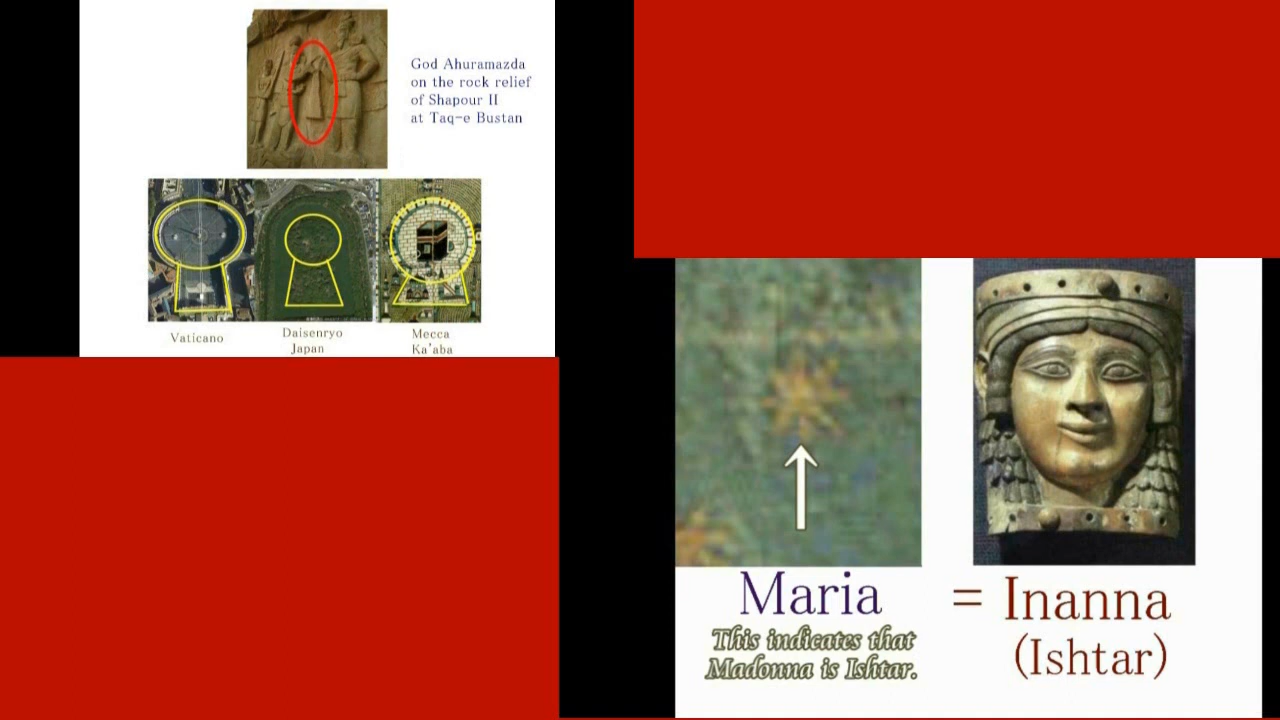 God Ahuramazda
on the rock relief
of Shapour II
at Taq-e Bustan
Vaticano
Daisenryo
Japan
Mecca
Ka'aba
Maria
= Inanna
(Ishtar)
This indicates that
Madonna is Ishtar.